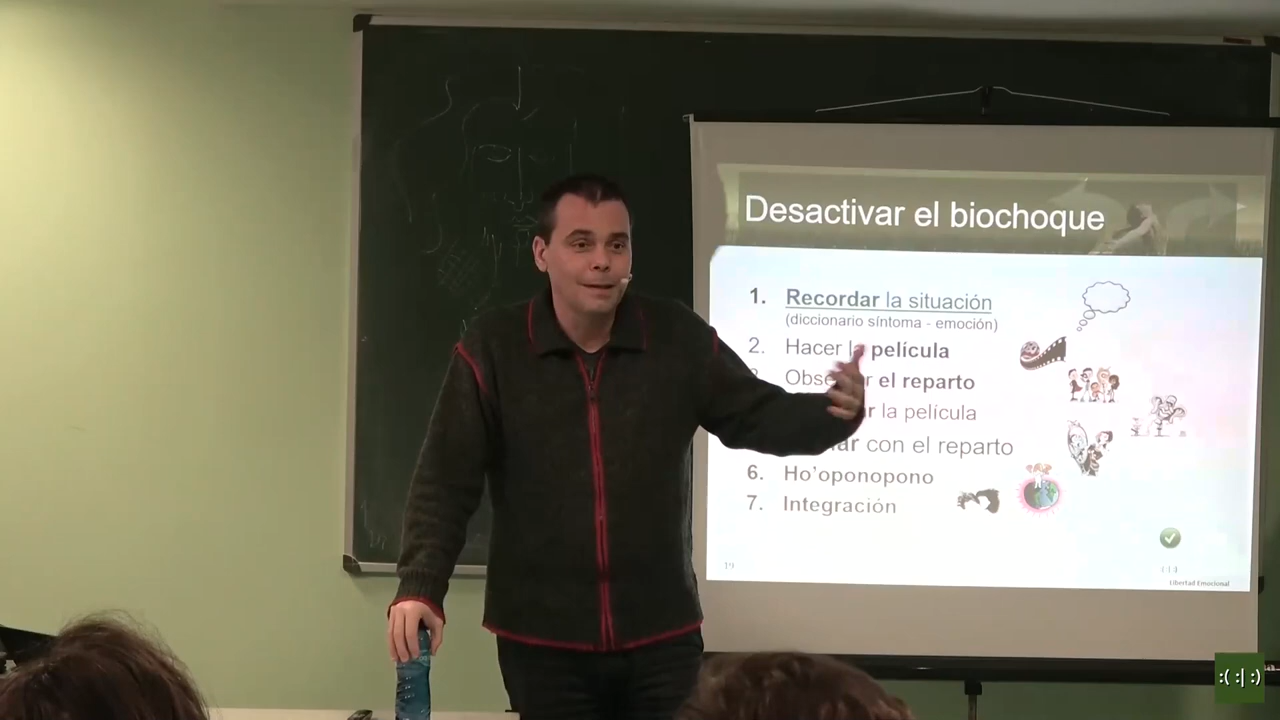 Desactivar el biochoque
1. Recordar la situación
(diccionario síntoma - emoción)
2. Hacer la película
el reparto
la película
con el reparto
6. Ho'oponopono
7. Integración
19
Libertad Emocional
:( :| :)